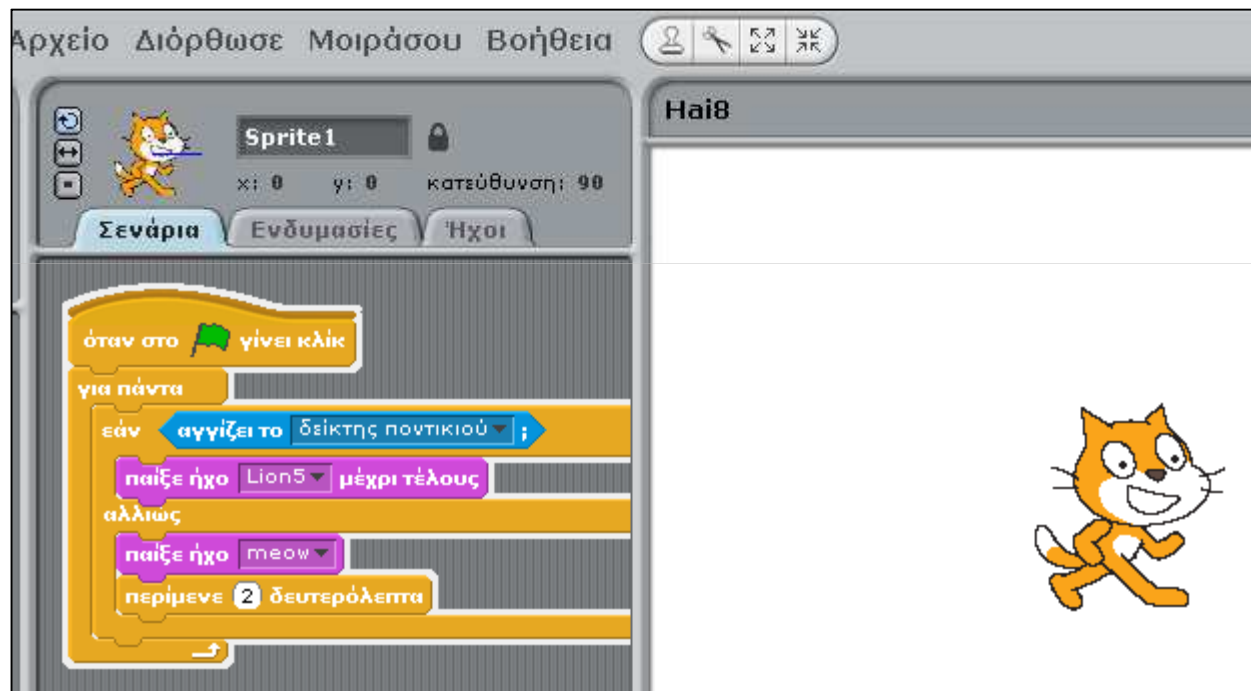 Αρχείο Διόρθωσε Μοιράσου Βοήθεια
Sprite1
x: 0 y: 0 κατεύθυνση: 90
Σενάρια Ενδυμασίες Ήχοι
Hai8
όταν στο γίνει κλίκ
για πάντα
εάν αγγίζει το δείκτης ποντικιού ;
παίξε ήχο Lion5 μέχρι τέλους
αλλιώς
παίξε ήχο meow
περίμενε 2 δευτερόλεπτα